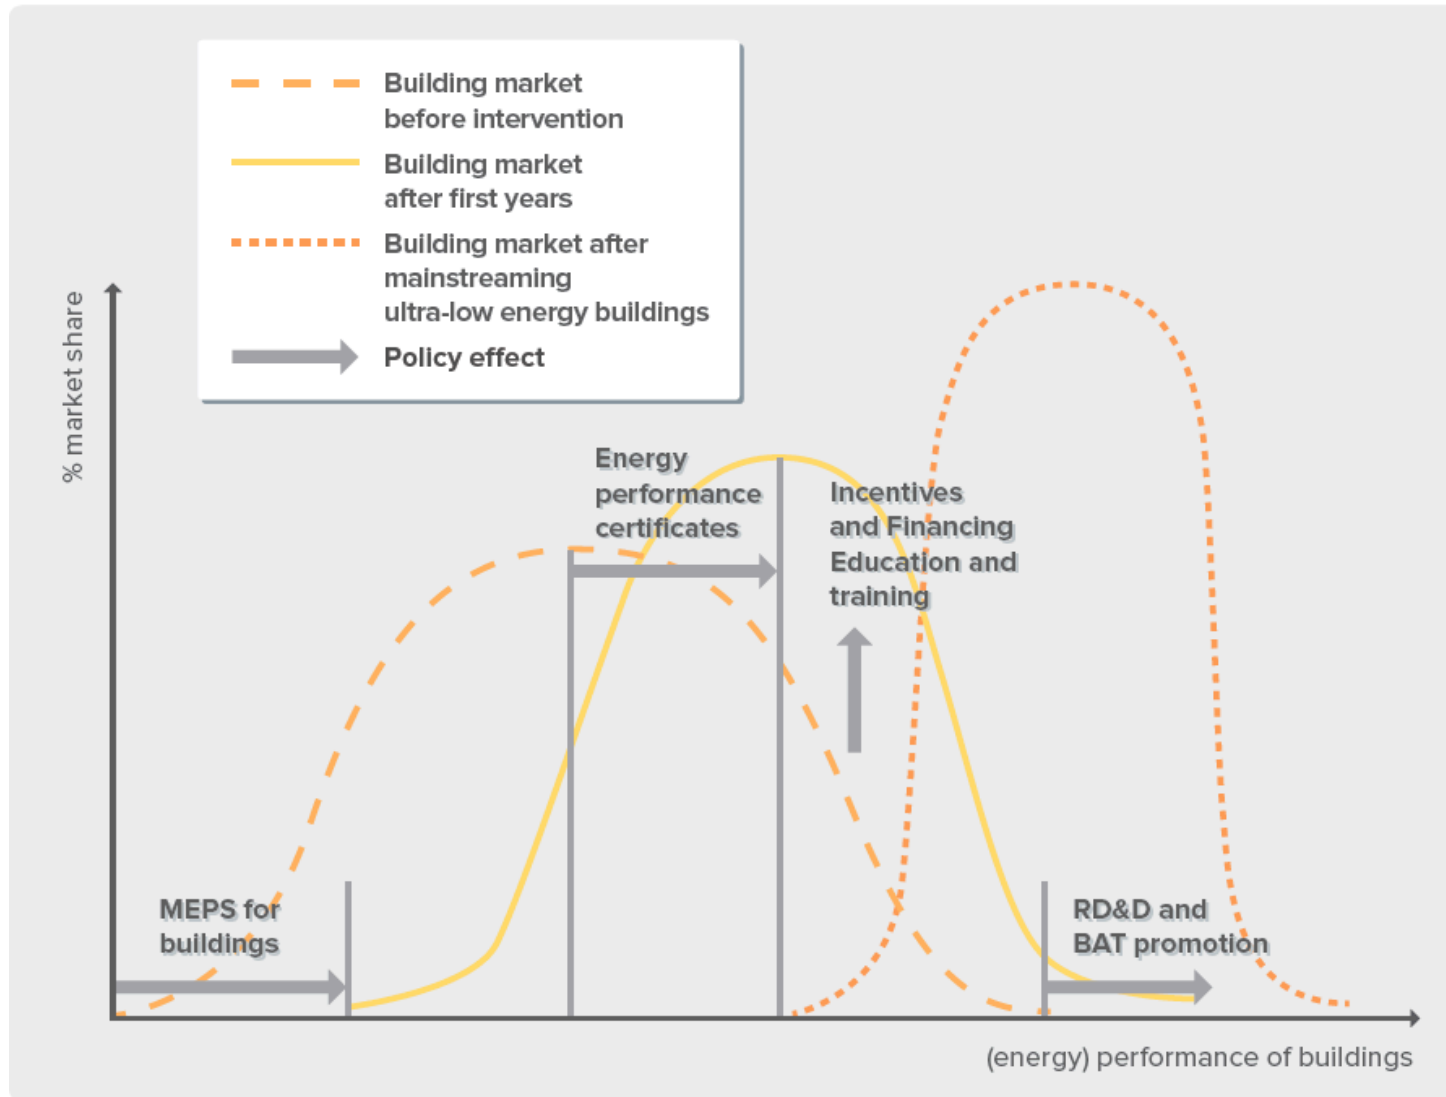 Building market
before intervention
Building market
after first years
Building market after
mainstreaming
ultra-low energy buildings
Policy effect
% market share
Energy
performance
certificates
Incentives
and Financing
Education and
training
MEPS for
buildings
RD&D and
BAT promotion
(energy) performance of buildings